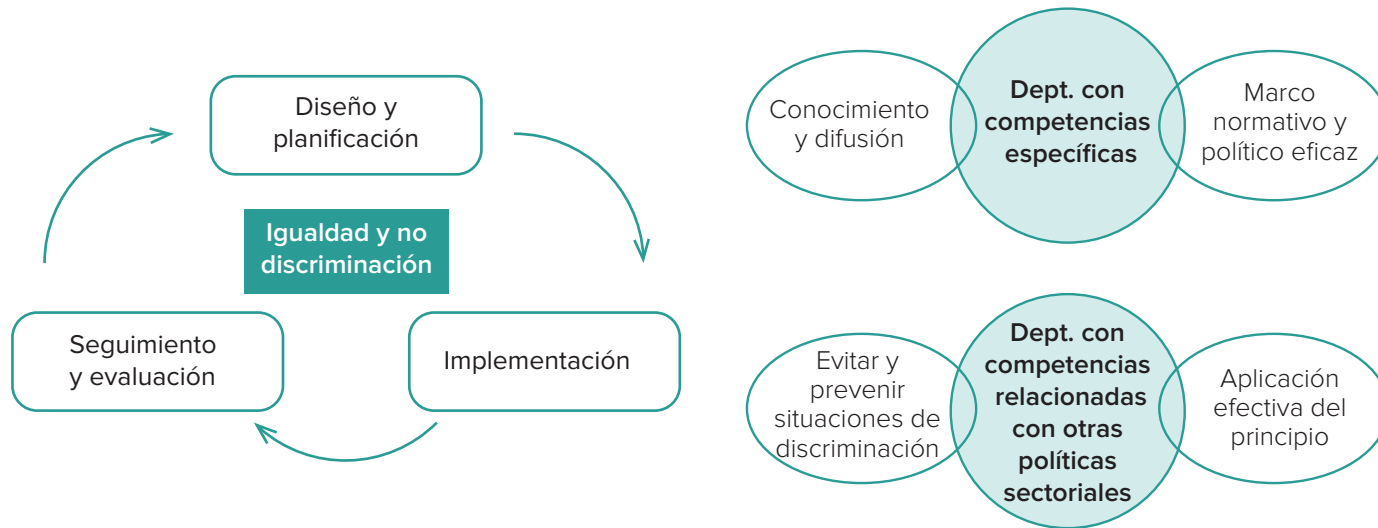 Diseño y
planificación
Igualdad y no
discriminación
Seguimiento
y evaluación
Implementación
Conocimiento
y difusión
Dept. con
competencias
específicas
Marco
normativo y
político eficaz
Evitar y
prevenir
situaciones de
discriminación
Dept. con
competencias
relacionadas
con otras
políticas
sectoriales
Aplicación
efectiva del
principio